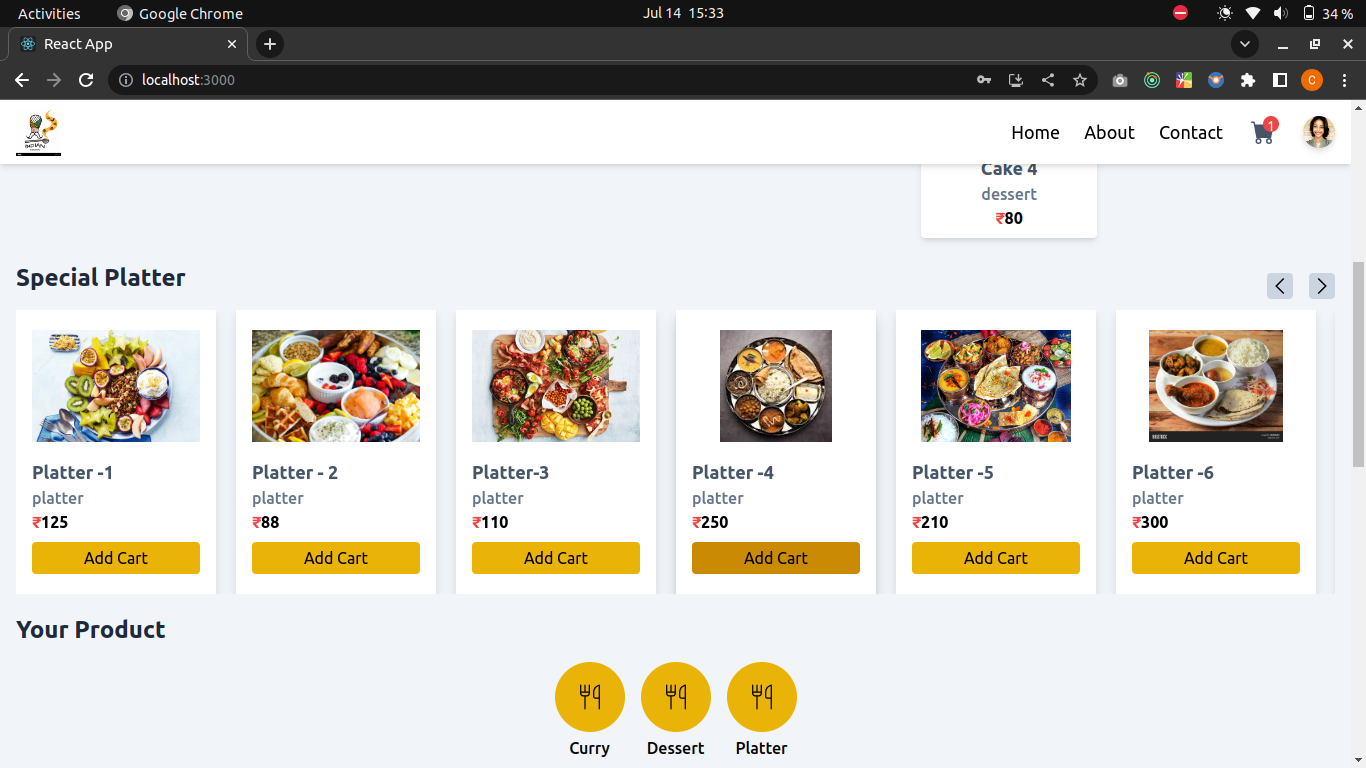 Activities Google Chrome Jul 14 15:33 34 %
React App
localhost:3000 C
INDIAN Home About Contact 1
Cake 4
dessert
₹80
Special Platter
Platter -1 Platter - 2 Platter-3 Platter -4 Platter -5 Platter -6
platter platter platter platter platter platter
₹125 ₹88 ₹110 ₹250 ₹210 ₹300
Add Cart Add Cart Add Cart Add Cart Add Cart Add Cart
Your Product
Curry Dessert Platter